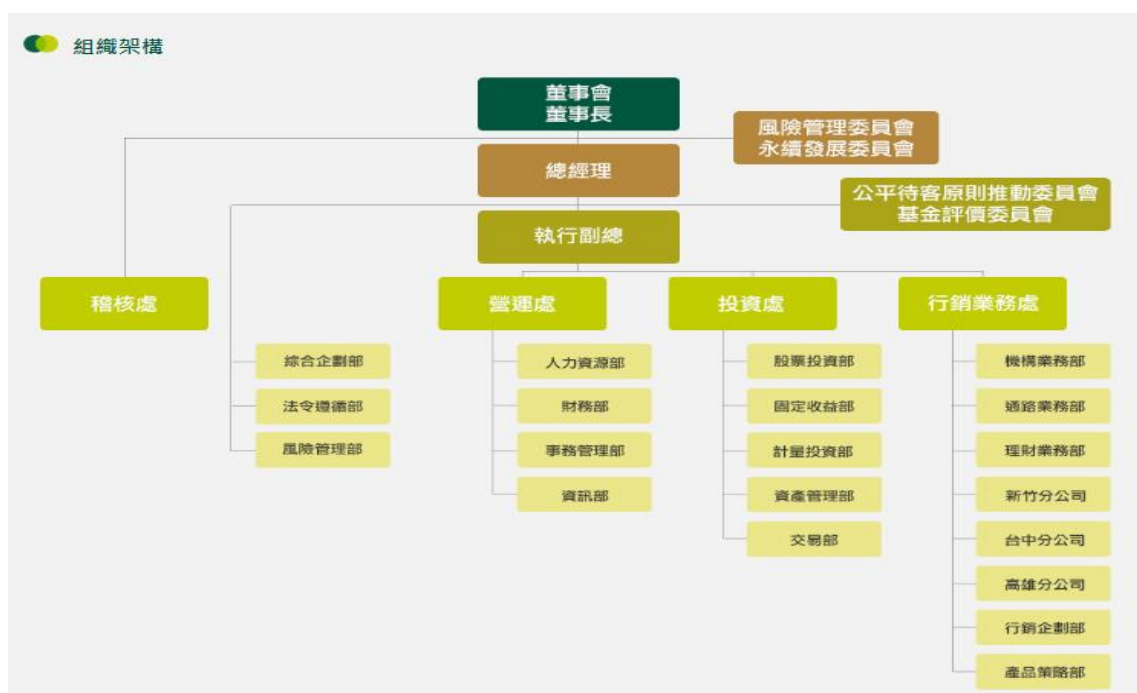 組織架構
董事會
董事長
風險管理委員會
永續發展委員會
總經理
公平待客原則推動委員會
基金評價委員會
執行副總
稽核處
營運處
投資處
行銷業務處
綜合企劃部
法令遵循部
風險管理部
人力資源部
財務部
事務管理部
資訊部
股票投資部
固定收益部
計量投資部
資產管理部
交易部
機構業務部
通路業務部
理財業務部
新竹分公司
台中分公司
高雄分公司
行銷企劃部
產品策略部